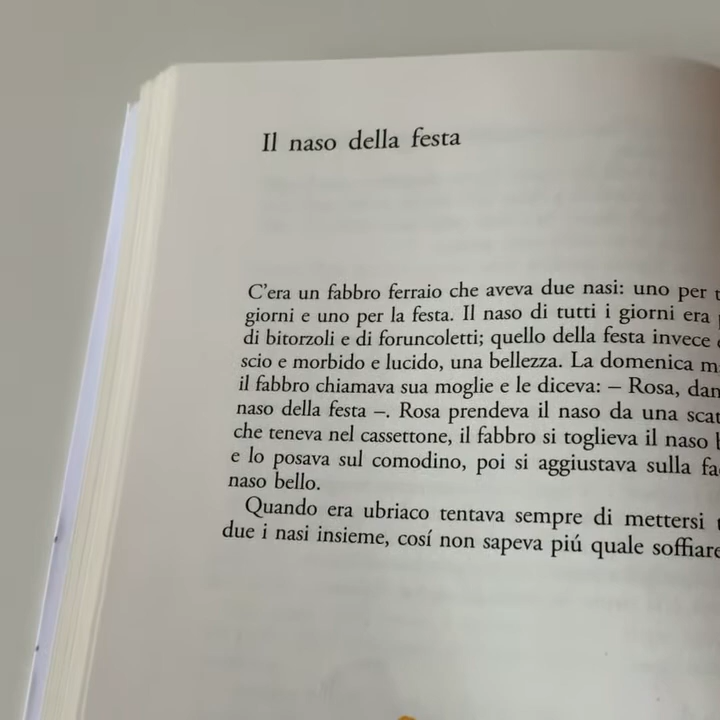 Il naso della festa
C'era un fabbro ferraio che aveva due nasi: uno per
giorni e uno per la festa. Il naso di tutti i giorni era
di bitorzoli e di foruncoletti; quello della festa invece
scio e morbido e lucido, una bellezza. La domenica
il fabbro chiamava sua moglie e le diceva: – Rosa,
naso della festa –. Rosa prendeva il naso da una
che teneva nel cassettone, il fabbro si toglieva il naso
e lo posava sul comodino, poi si aggiustava sulla
naso bello.
Quando era ubriaco tentava sempre di mettersi
due i nasi insieme, cosí non sapeva piú quale soffiare